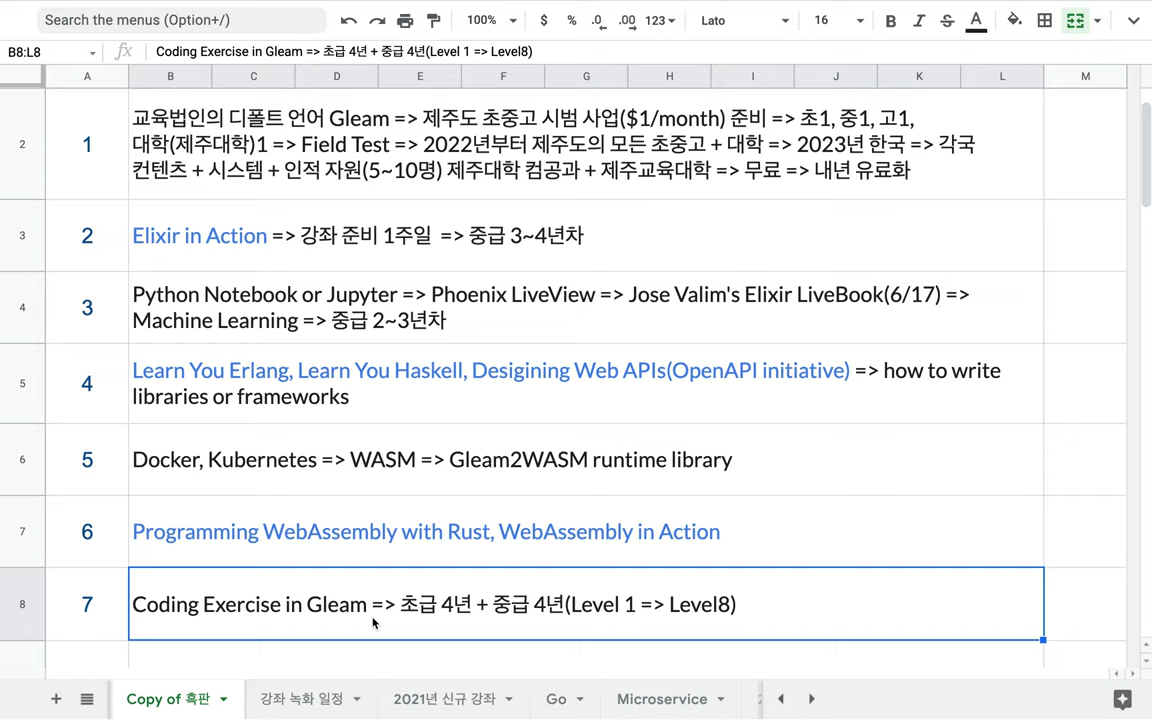 Search the menus (Option+/)
100%
$ % .0 .00 123
Lato
16
B I S A
B8:L8
fx
Coding Exercise in Gleam => 초급 4년 + 중급 4년(Level 1 => Level8)
A B C D E F G H I J K L M
2
1
교육법인의 디폴트 언어 Gleam => 제주도 초중고 시범 사업($1/month) 준비 => 초1, 중1, 고1,
대학(제주대학)1 => Field Test => 2022년부터 제주도의 모든 초중고 + 대학 => 2023년 한국 => 각국
컨텐츠 + 시스템 + 인적 자원(5~10명) 제주대학 컴공과 + 제주교육대학 => 무료 => 내년 유료화
3
2
Elixir in Action => 강좌 준비 1주일 => 중급 3~4년차
4
3
Python Notebook or Jupyter => Phoenix LiveView => Jose Valim's Elixir LiveBook(6/17) =>
Machine Learning => 중급 2~3년차
5
4
Learn You Erlang, Learn You Haskell, Desigining Web APIs(OpenAPI initiative) => how to write
libraries or frameworks
6
5
Docker, Kubernetes => WASM => Gleam2WASM runtime library
7
6
Programming WebAssembly with Rust, WebAssembly in Action
8
7
Coding Exercise in Gleam => 초급 4년 + 중급 4년(Level 1 => Level8)
Copy of 흑판
강좌 녹화 일정
2021년 신규 강좌
Go
Microservice